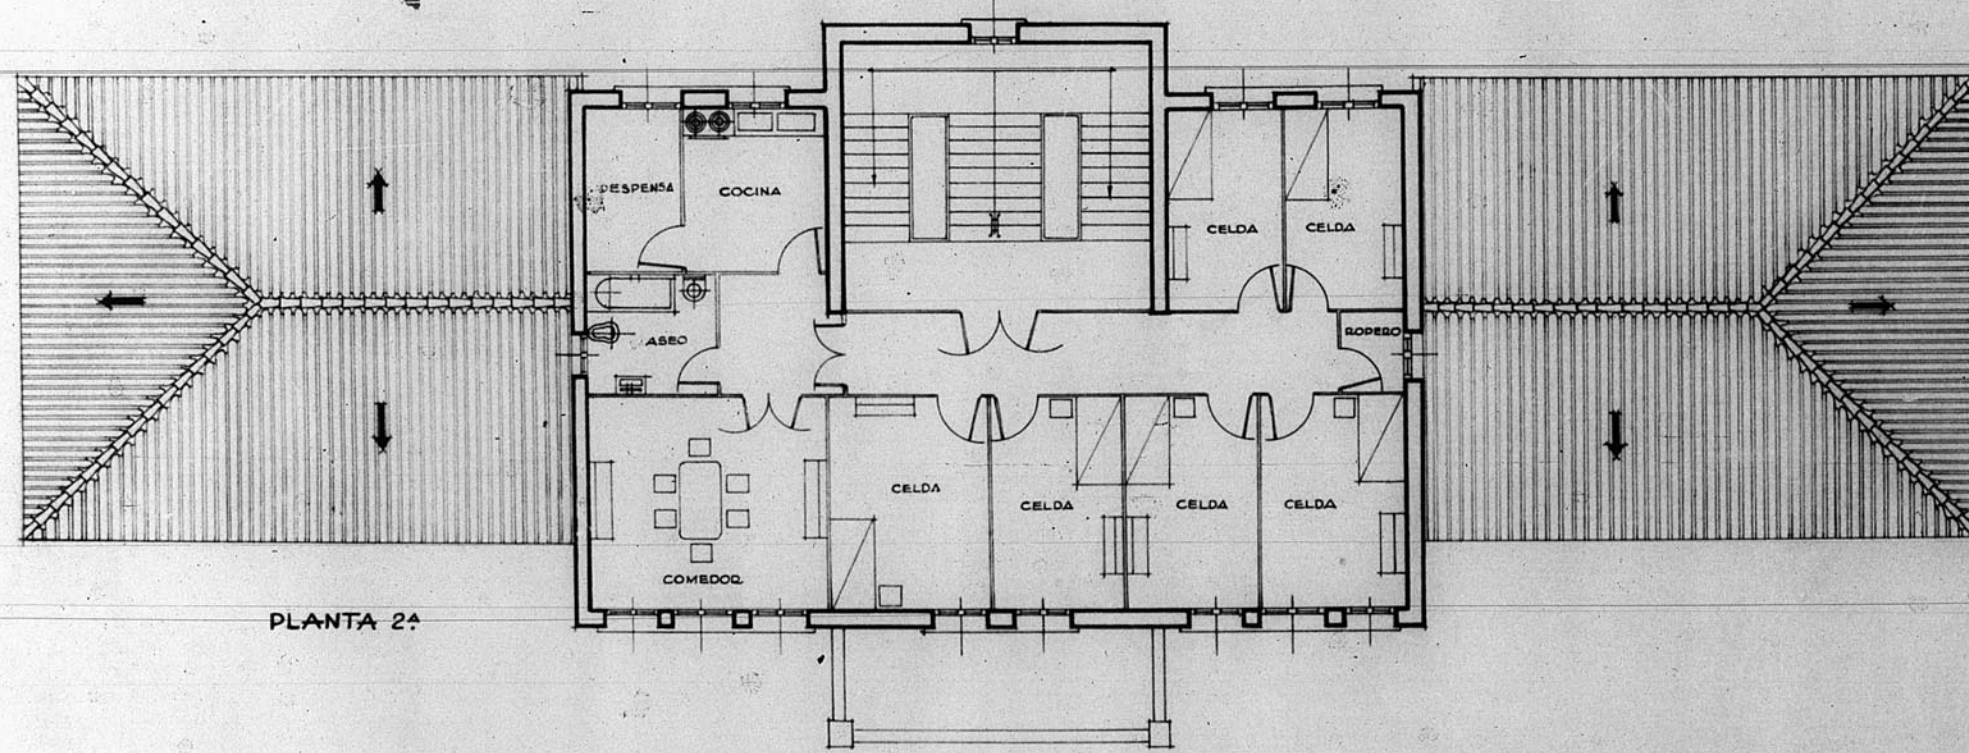 DESPENSA
COCINA
CELDA
CELDA
ROPERO
ASEO
CELDA
CELDA
CELDA
CELDA
COMEDOR
PLANTA 2ª